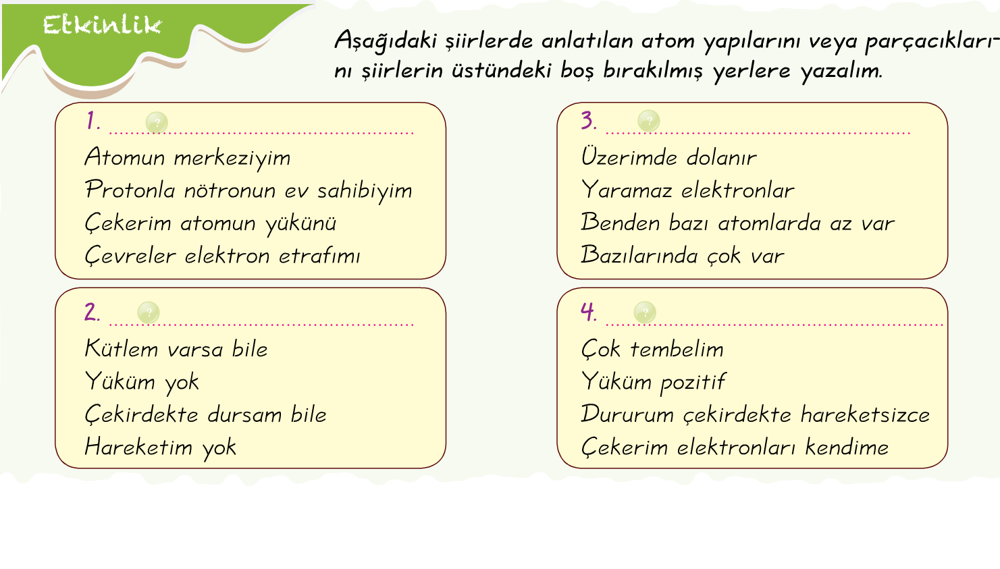 Etkinlik
Aşağıdaki şiirlerde anlatılan atom yapılarını veya parçacıkları-
nı şiirlerin üstündeki boş bırakılmış yerlere yazalım.
1. ?
Atomun merkeziyim
Protonla nötronun ev sahibiyim
Çekerim atomun yükünü
Çevreler elektron etrafımı
2. ?
Kütlem varsa bile
Yüküm yok
Çekirdekte dursam bile
Hareketim yok
3. ?
Üzerimde dolanır
Yaramaz elektronlar
Benden bazı atomlarda az var
Bazılarında çok var
4. ?
Çok tembelim
Yüküm pozitif
Dururum çekirdekte hareketsizce
Çekerim elektronları kendime